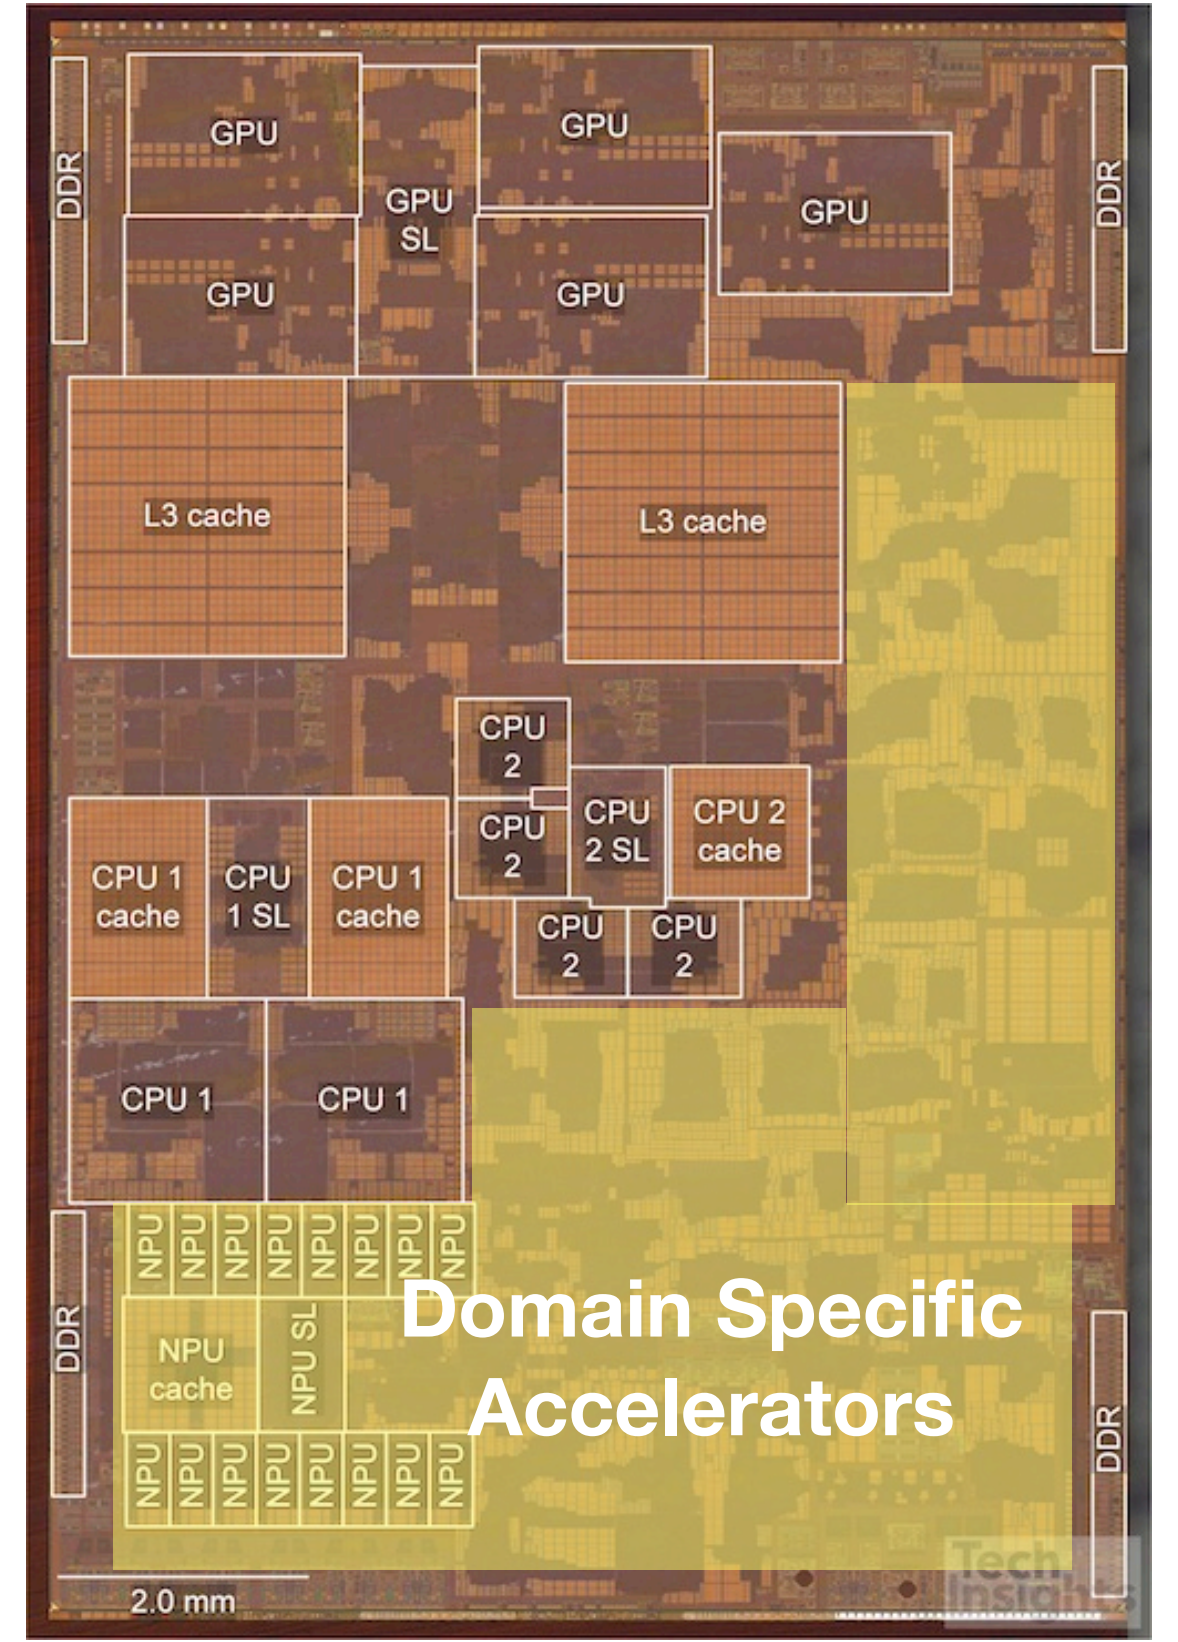 GPU
GPU
DDR
DDR
GPU
SL
GPU
GPU
GPU
L3 cache
L3 cache
CPU
2
CPU
2
CPU
2 SL
CPU 2
cache
CPU 1
cache
CPU
1 SL
CPU 1
cache
CPU
2
CPU
2
CPU 1
CPU 1
NPU
NPU
NPU
NPU
NPU
NPU
NPU
NPU
DDR
NPU
cache
NPU SL
Domain Specific
Accelerators
DDR
NPU
NPU
NPU
NPU
NPU
NPU
NPU
NPU
2.0 mm
Tech
Insights